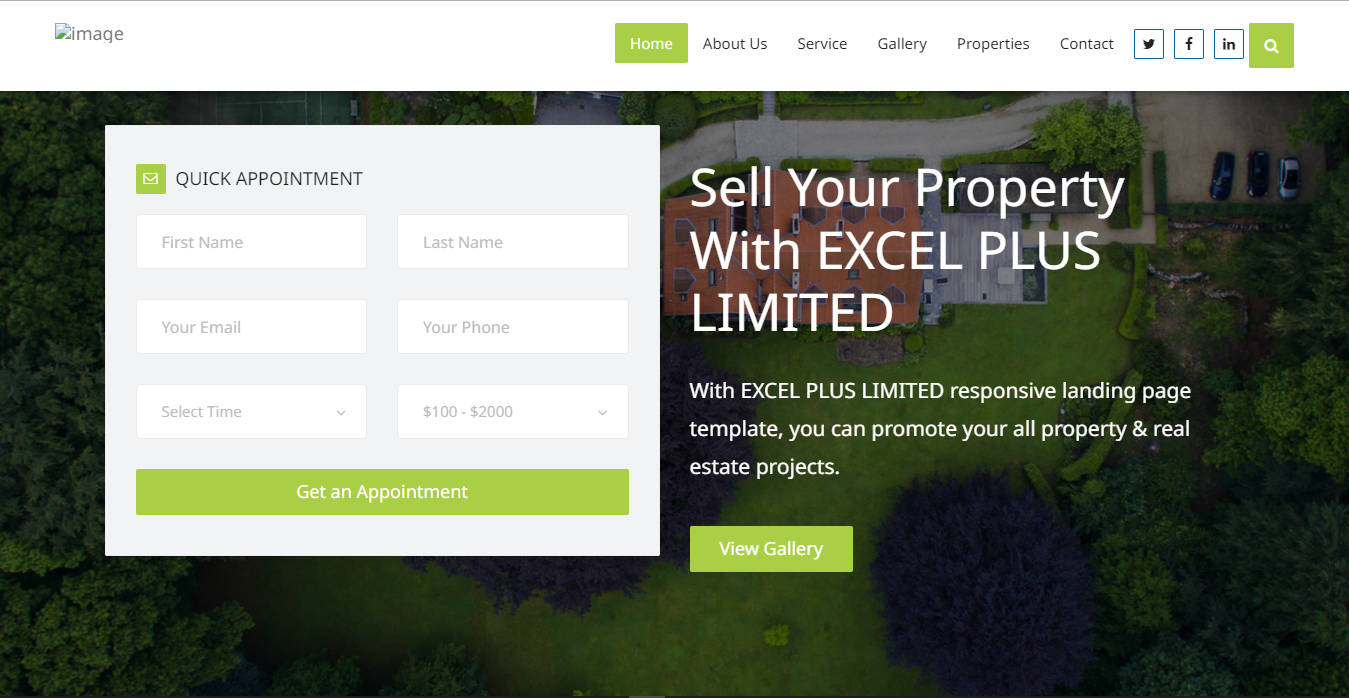 image
Home
About Us
Service
Gallery
Properties
Contact
QUICK APPOINTMENT
First Name
Last Name
Your Email
Your Phone
Select Time
$100 - $2000
Get an Appointment
Sell Your Property
With EXCEL PLUS
LIMITED
With EXCEL PLUS LIMITED responsive landing page
template, you can promote your all property & real
estate projects.
View Gallery